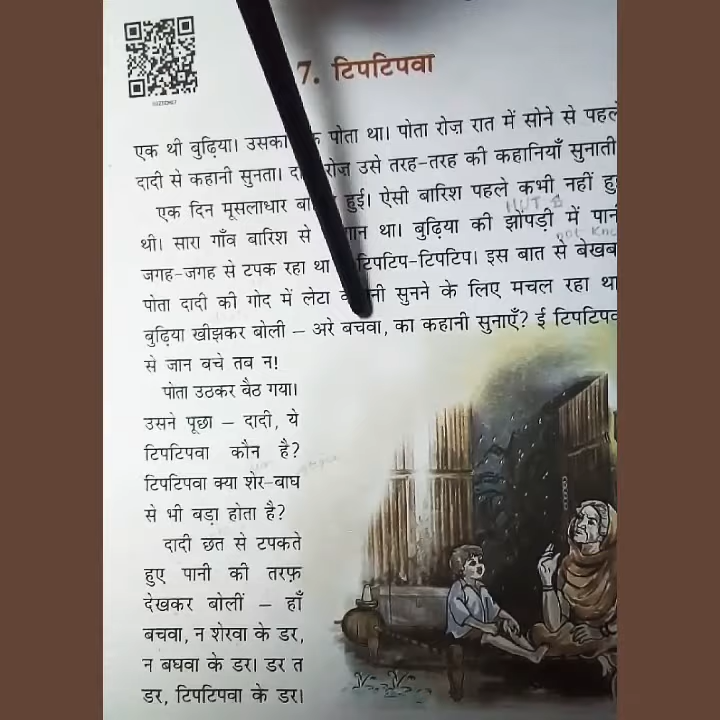 7. टिपटिपवा
एक थी बुढ़िया। उसका पोता था। पोता रोज़ रात में सोने से पहले
दादी से कहानी सुनता। रोज़ उसे तरह-तरह की कहानियाँ सुनाती
एक दिन मूसलाधार हुई। ऐसी बारिश पहले कभी नहीं
थी। सारा गाँव बारिश से था। बुढ़िया की झोंपड़ी में
जगह-जगह से टपक रहा था टिपटिप-टिपटिप। इस बात से
पोता दादी की गोद में लेटा सुनने के लिए मचल रहा
बुढ़िया खीझकर बोली – अरे बचवा, का कहानी सुनाएँ? ई
से जान बचे तब न!
पोता उठकर बैठ गया।
उसने पूछा – दादी, ये
टिपटिपवा कौन है?
टिपटिपवा क्या शेर-बाघ
से भी बड़ा होता है?
दादी छत से टपकते
हुए पानी की तरफ़
देखकर बोलीं – हाँ
बचवा, न शेरवा के डर,
न बघवा के डर। डर त
डर, टिपटिपवा के डर।